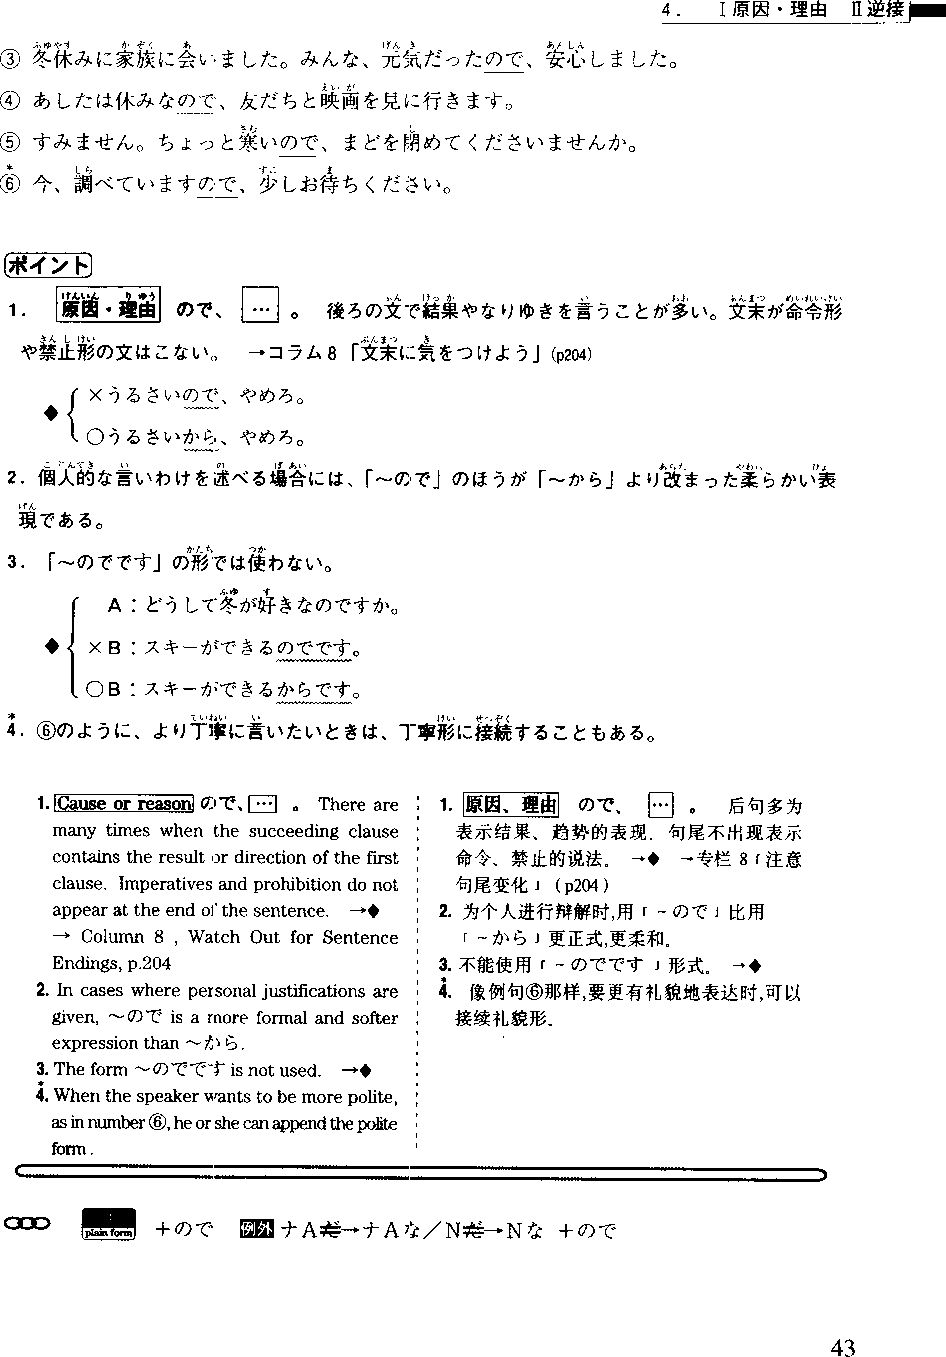 4． Ⅰ原因・理由 Ⅱ逆接
③ 冬休みに家族に会いました。みんな、元気だったので、安心しました。
④ あしたは休みなので、友だちと映画を見に行きます。
⑤ すみません。ちょっと寒いので、まどを閉めてくださいませんか。
*⑥ 今、調べていますので、少しお待ちください。
ポイント
1． 原因・理由 ので、 … 。 後ろの文で結果やなりゆきを言うことが多い。文末が命令形
や禁止形の文はこない。 →コラム8「文末に気をつけよう」(p204)
◆ ×うるさいので、やめろ。
○うるさいから、やめろ。
2．個人的な言いわけを述べる場合には、「～ので」のほうが「～から」より改まった柔らかい表
現である。
3．「～のでです」の形では使わない。
A：どうして冬が好きなのですか。
◆ ×B：スキーができるのでです。
○B：スキーができるからです。
*4．⑥のように、より丁寧に言いたいときは、丁寧形に接続することもある。
1. Cause or reason ので、 … 。 There are
many times when the succeeding clause
contains the result or direction of the first
clause. Imperatives and prohibition do not
appear at the end of the sentence. →◆
→ Column 8 , Watch Out for Sentence
Endings, p.204
2. In cases where personal justifications are
given, ～ので is a more formal and softer
expression than ～から.
3. The form ～のでです is not used. →◆
*4. When the speaker wants to be more polite,
as in number ⑥, he or she can append the polite
form .
1. 原因、理由 ので、 … 。 后句多为
表示结果、趋势的表现. 句尾不出现表示
命令、禁止的说法。 →◆ →专栏 8「注意
句尾变化」(p204)
2. 为个人进行辩解时,用「～ので」比用
「～から」更正式,更柔和。
3. 不能使用「～のでです」形式。 →◆
*4. 像例句⑥那样,要更有礼貌地表达时,可以
接续礼貌形.
plain form ＋ので 例外 ナAだ→ナAな／Nだ→Nな ＋ので
43